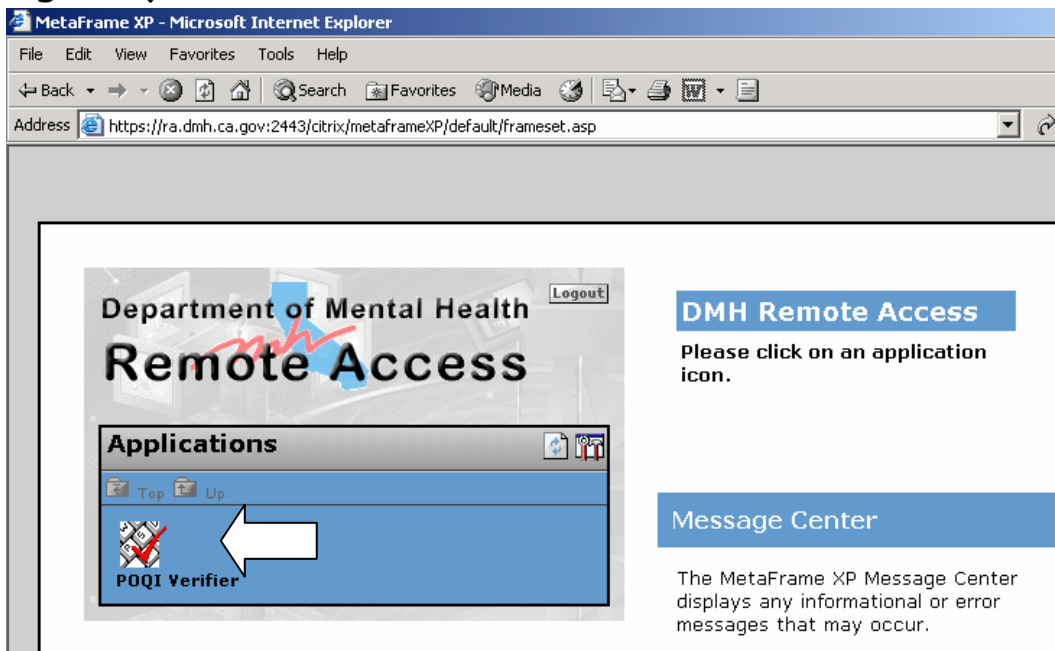 MetaFrame XP - Microsoft Internet Explorer
File Edit View Favorites Tools Help
Back Search Favorites Media
Address https://ra.dmh.ca.gov:2443/citrix/metaframeXP/default/frameset.asp
Department of Mental Health
Logout
Remote Access
Applications
Top Up
POQI Verifier
DMH Remote Access
Please click on an application
icon.
Message Center
The MetaFrame XP Message Center
displays any informational or error
messages that may occur.